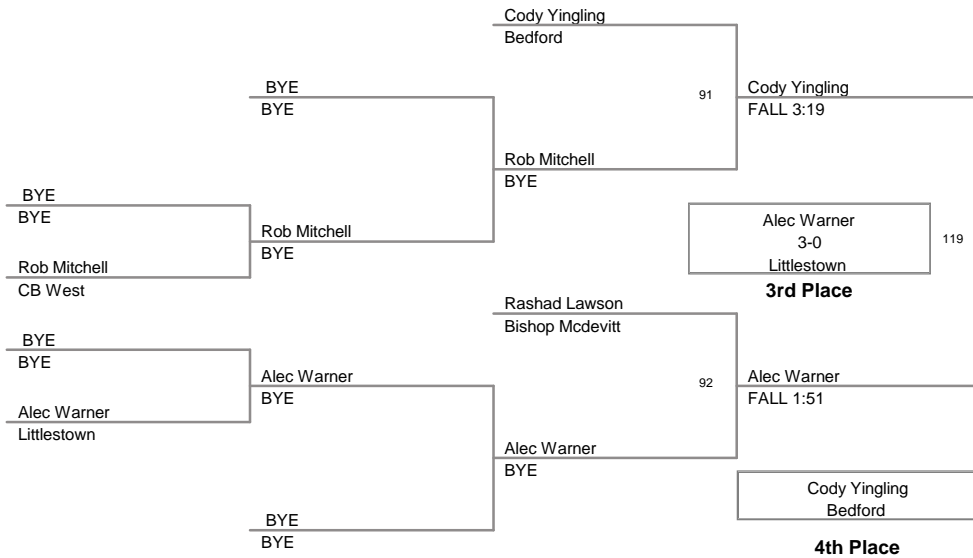 Cody Yingling
Bedford
BYE
BYE
91
Cody Yingling
FALL 3:19
Rob Mitchell
BYE
BYE
BYE
Rob Mitchell
BYE
Rob Mitchell
CB West
Alec Warner
3-0
Littlestown
119
3rd Place
Rashad Lawson
Bishop Mcdevitt
BYE
BYE
Alec Warner
BYE
92
Alec Warner
FALL 1:51
Alec Warner
Littlestown
Alec Warner
BYE
Cody Yingling
Bedford
4th Place
BYE
BYE